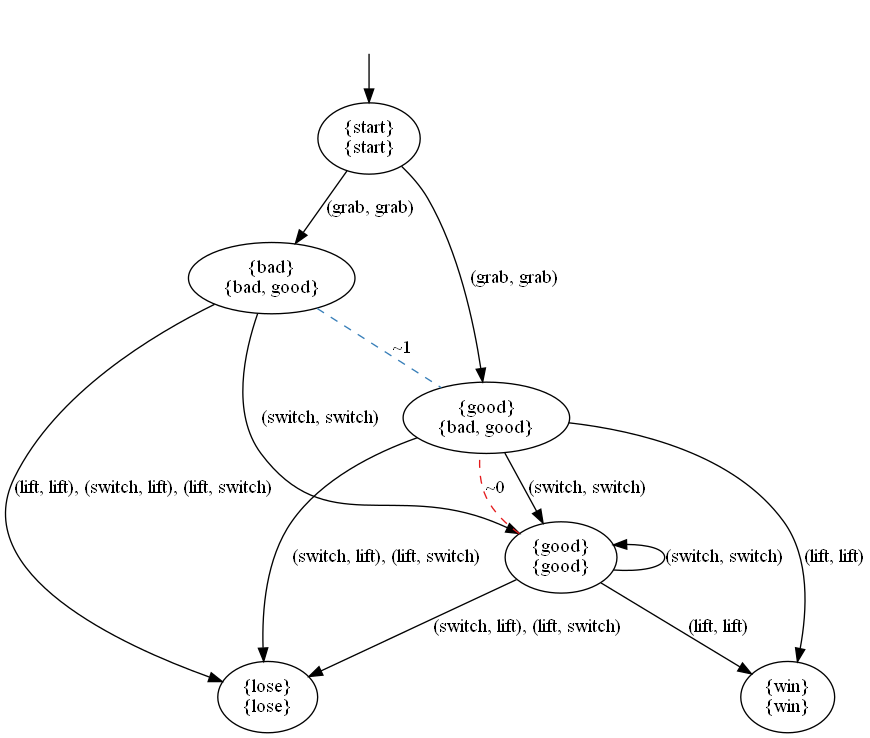 {start}
{start}
(grab, grab)
{bad}
{bad, good}
(grab, grab)
~1
{good}
{bad, good}
(switch, switch)
(lift, lift), (switch, lift), (lift, switch)
~0
(switch, switch)
(switch, lift), (lift, switch)
{good}
{good}
(switch, switch)
(lift, lift)
(switch, lift), (lift, switch)
(lift, lift)
{lose}
{lose}
{win}
{win}